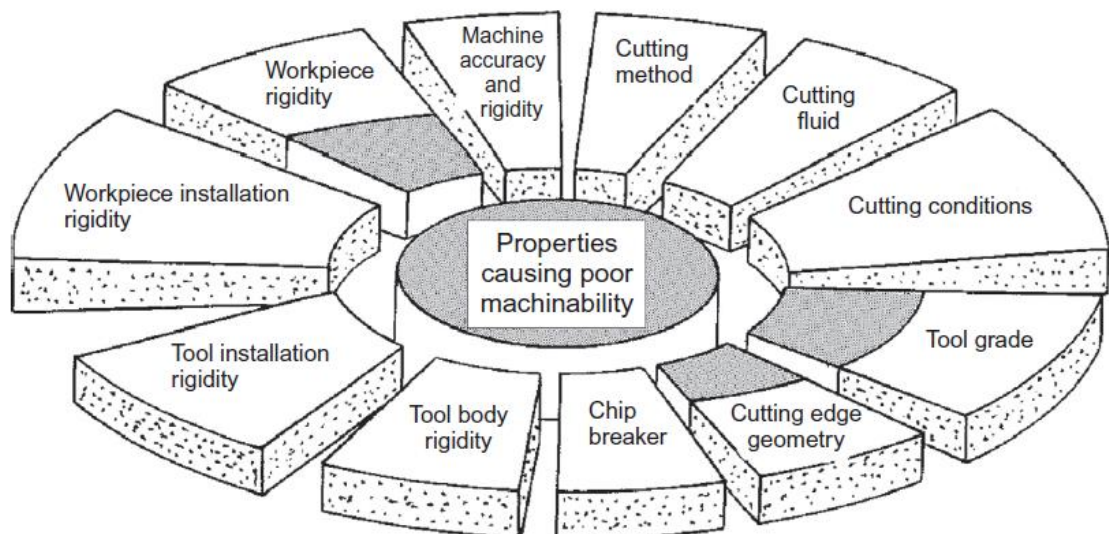 Machine
accuracy
and
rigidity
Cutting
method
Workpiece
rigidity
Cutting
fluid
Workpiece installation
rigidity
Cutting conditions
Properties
causing poor
machinability
Tool installation
rigidity
Tool grade
Tool body
rigidity
Chip
breaker
Cutting edge
geometry